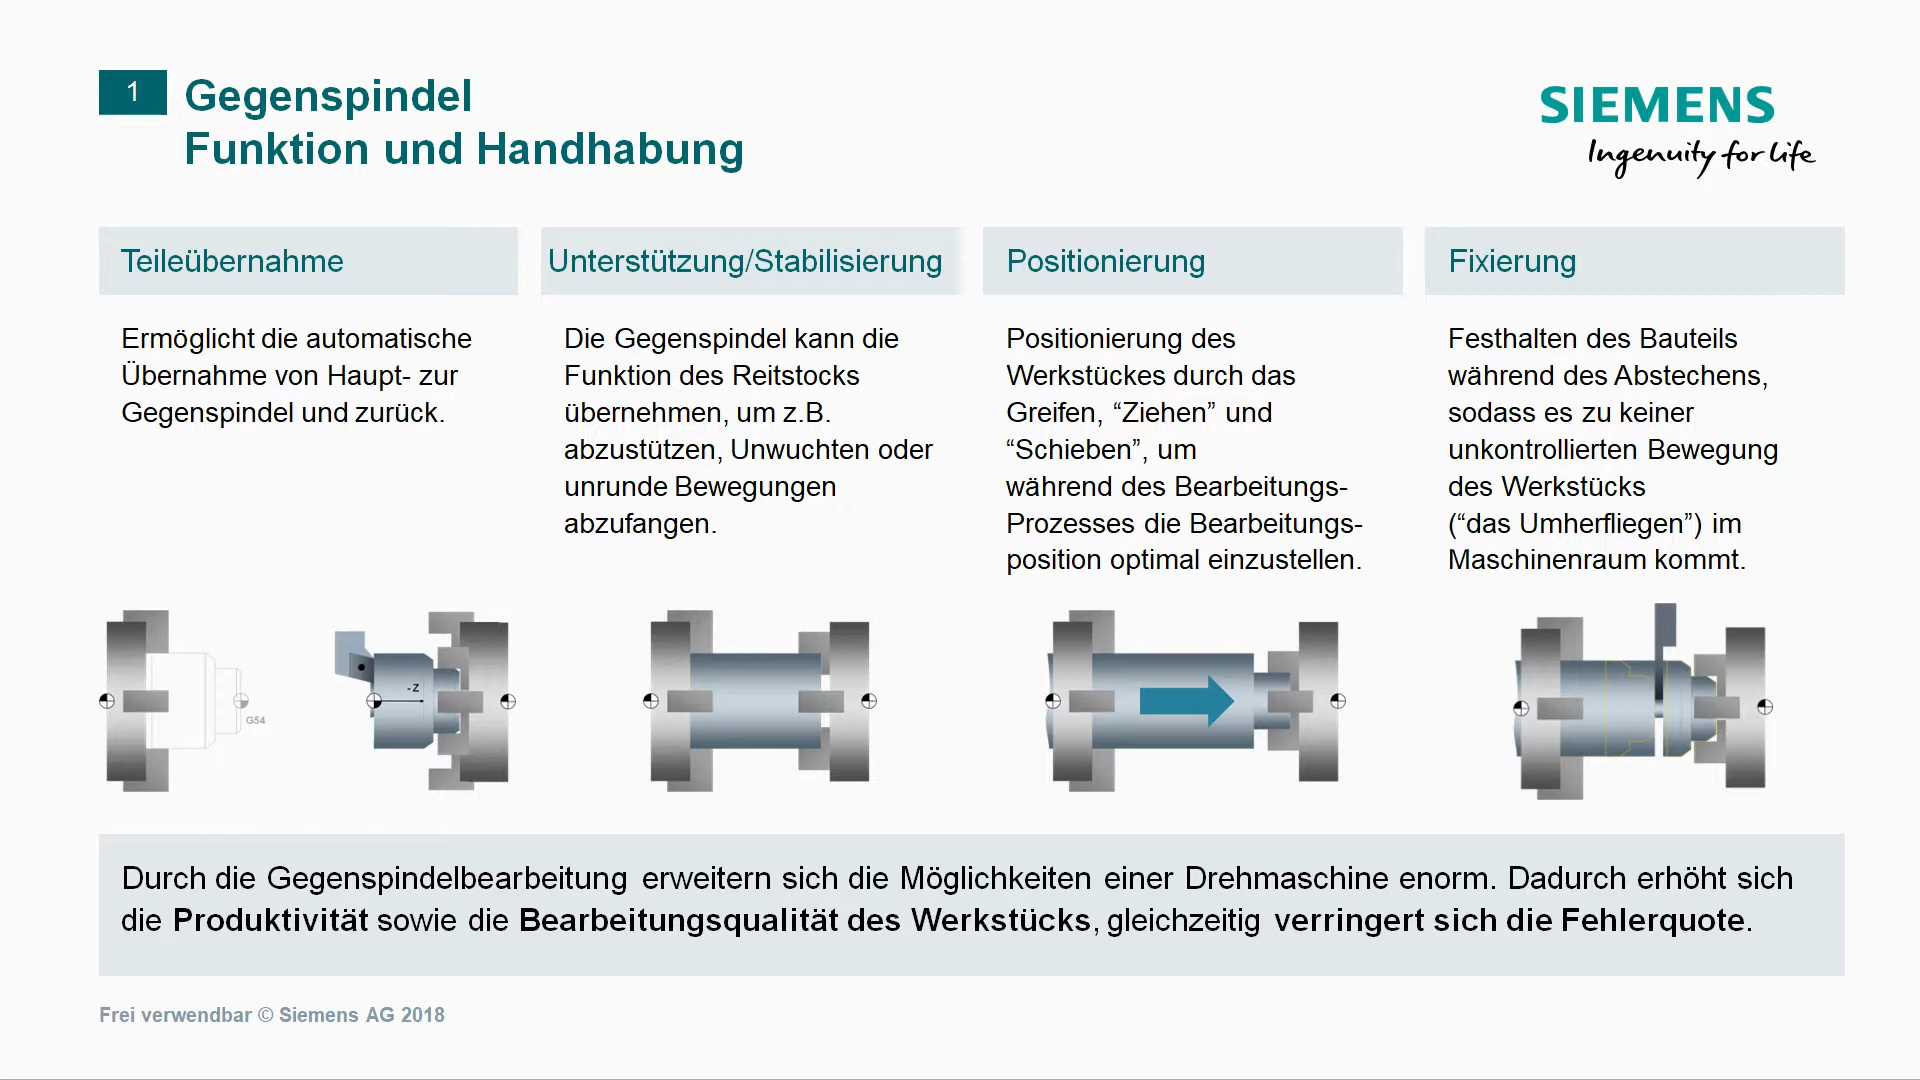 1
Gegenspindel
Funktion und Handhabung
SIEMENS
Ingenuity for life
Teileübernahme
Ermöglicht die automatische
Übernahme von Haupt- zur
Gegenspindel und zurück.
Unterstützung/Stabilisierung
Die Gegenspindel kann die
Funktion des Reitstocks
übernehmen, um z.B.
abzustützen, Unwuchten oder
unrunde Bewegungen
abzufangen.
Positionierung
Positionierung des
Werkstückes durch das
Greifen, “Ziehen” und
“Schieben”, um
während des Bearbeitungs-
Prozesses die Bearbeitungs-
position optimal einzustellen.
Fixierung
Festhalten des Bauteils
während des Abstechens,
sodass es zu keiner
unkontrollierten Bewegung
des Werkstücks
(“das Umherfliegen”) im
Maschinenraum kommt.
G54
-Z
Durch die Gegenspindelbearbeitung erweitern sich die Möglichkeiten einer Drehmaschine enorm. Dadurch erhöht sich
die Produktivität sowie die Bearbeitungsqualität des Werkstücks, gleichzeitig verringert sich die Fehlerquote.
Frei verwendbar © Siemens AG 2018